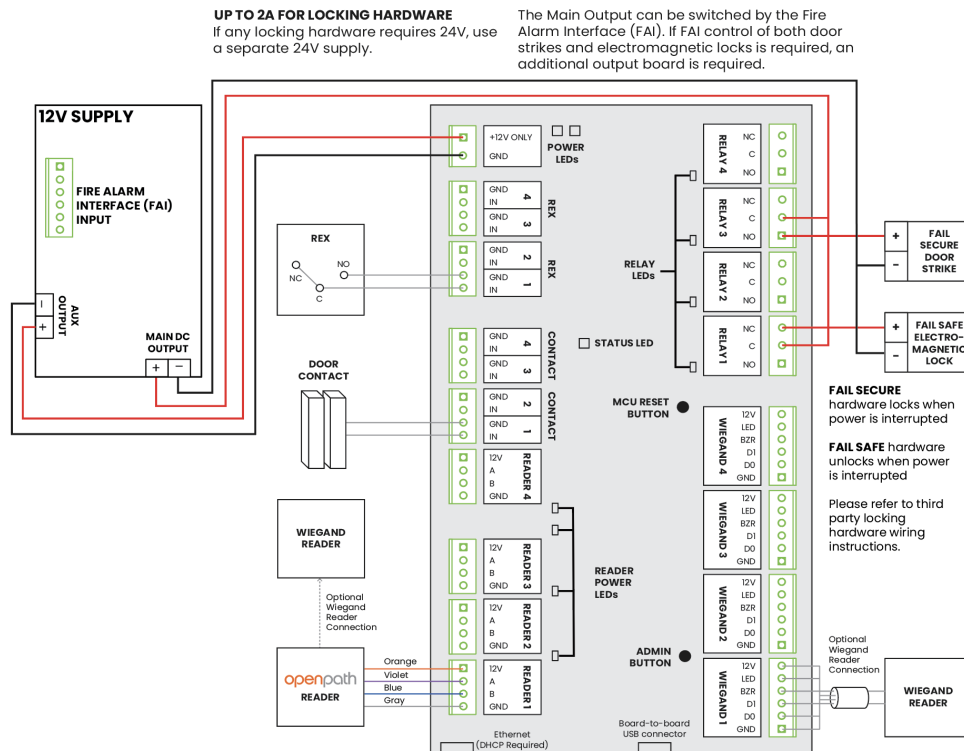 UP TO 2A FOR LOCKING HARDWARE
If any locking hardware requires 24V, use
a separate 24V supply.
The Main Output can be switched by the Fire
Alarm Interface (FAI). If FAI control of both door
strikes and electromagnetic locks is required, an
additional output board is required.
12V SUPPLY
FIRE ALARM
INTERFACE (FAI)
INPUT
AUX
OUTPUT
−
+
MAIN DC
OUTPUT
+
−
REX
NC
NO
C
DOOR
CONTACT
WIEGAND
READER
Optional
Wiegand
Reader
Connection
openpath
READER
Orange
Violet
Blue
Gray
+12V ONLY
GND
POWER
LEDs
GND
IN
4
GND
IN
3
REX
GND
IN
2
GND
IN
1
REX
GND
IN
4
GND
IN
3
CONTACT
GND
IN
2
GND
IN
1
CONTACT
12V
A
B
GND
READER 4
12V
A
B
GND
READER 3
12V
A
B
GND
READER 2
12V
A
B
GND
READER 1
READER
POWER
LEDs
Ethernet
(DHCP Required)
RELAY
LEDs
STATUS LED
MCU RESET
BUTTON
ADMIN
BUTTON
Board-to-board
USB connector
RELAY 4
NC
C
NO
RELAY 3
NC
C
NO
RELAY 2
NC
C
NO
RELAY 1
NC
C
NO
WIEGAND 4
12V
LED
BZR
D1
D0
GND
WIEGAND 3
12V
LED
BZR
D1
D0
GND
WIEGAND 2
12V
LED
BZR
D1
D0
GND
WIEGAND 1
12V
LED
BZR
D1
D0
GND
+
−
FAIL
SECURE
DOOR
STRIKE
+
−
FAIL SAFE
ELECTRO-
MAGNETIC
LOCK
FAIL SECURE
hardware locks when
power is interrupted
FAIL SAFE hardware
unlocks when power
is interrupted
Please refer to third
party locking
hardware wiring
instructions.
Optional
Wiegand
Reader
Connection
WIEGAND
READER